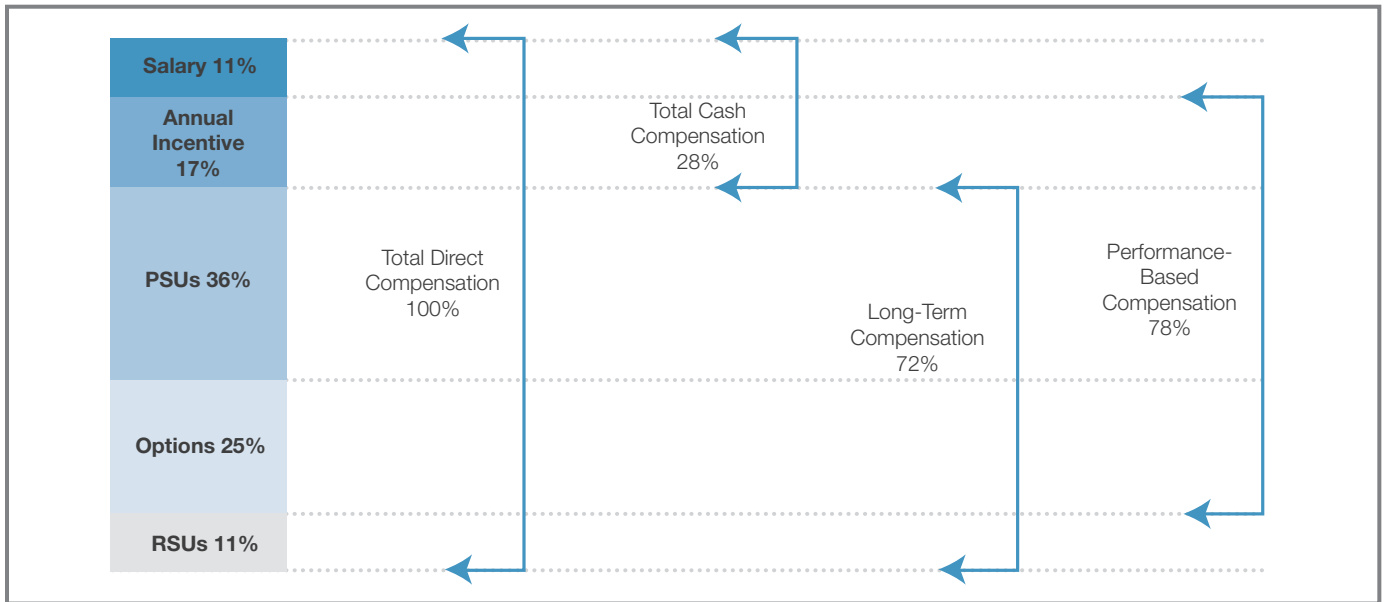 Salary 11%
Annual
Incentive
17%
PSUs 36%
Options 25%
RSUs 11%
Total Direct
Compensation
100%
Total Cash
Compensation
28%
Long-Term
Compensation
72%
Performance-
Based
Compensation
78%